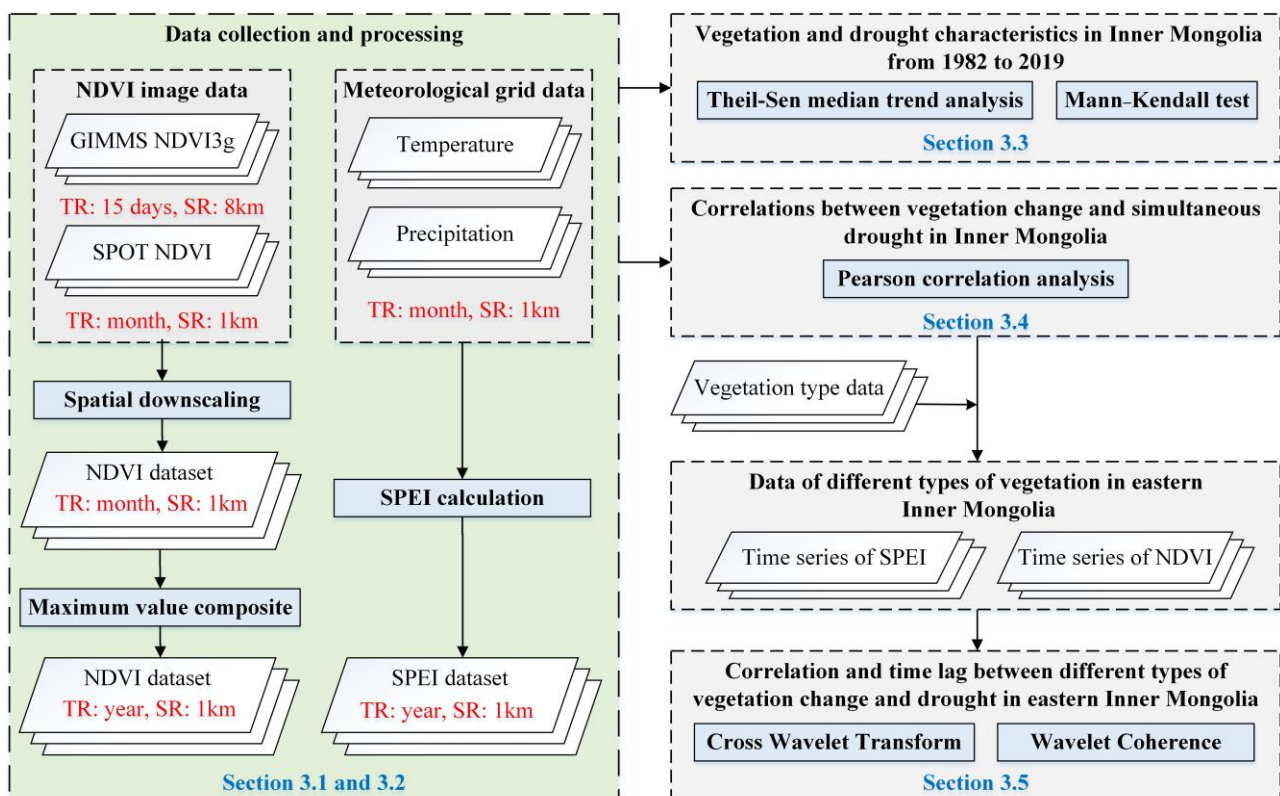 Data collection and processing
NDVI image data
GIMMS NDVI3g
TR: 15 days, SR: 8km
SPOT NDVI
TR: month, SR: 1km
Spatial downscaling
NDVI dataset
TR: month, SR: 1km
Maximum value composite
NDVI dataset
TR: year, SR: 1km
Meteorological grid data
Temperature
Precipitation
TR: month, SR: 1km
SPEI calculation
SPEI dataset
TR: year, SR: 1km
Section 3.1 and 3.2
Vegetation and drought characteristics in Inner Mongolia
from 1982 to 2019
Theil-Sen median trend analysis
Mann–Kendall test
Section 3.3
Correlations between vegetation change and simultaneous
drought in Inner Mongolia
Pearson correlation analysis
Section 3.4
Vegetation type data
Data of different types of vegetation in eastern
Inner Mongolia
Time series of SPEI
Time series of NDVI
Correlation and time lag between different types of
vegetation change and drought in eastern Inner Mongolia
Cross Wavelet Transform
Wavelet Coherence
Section 3.5